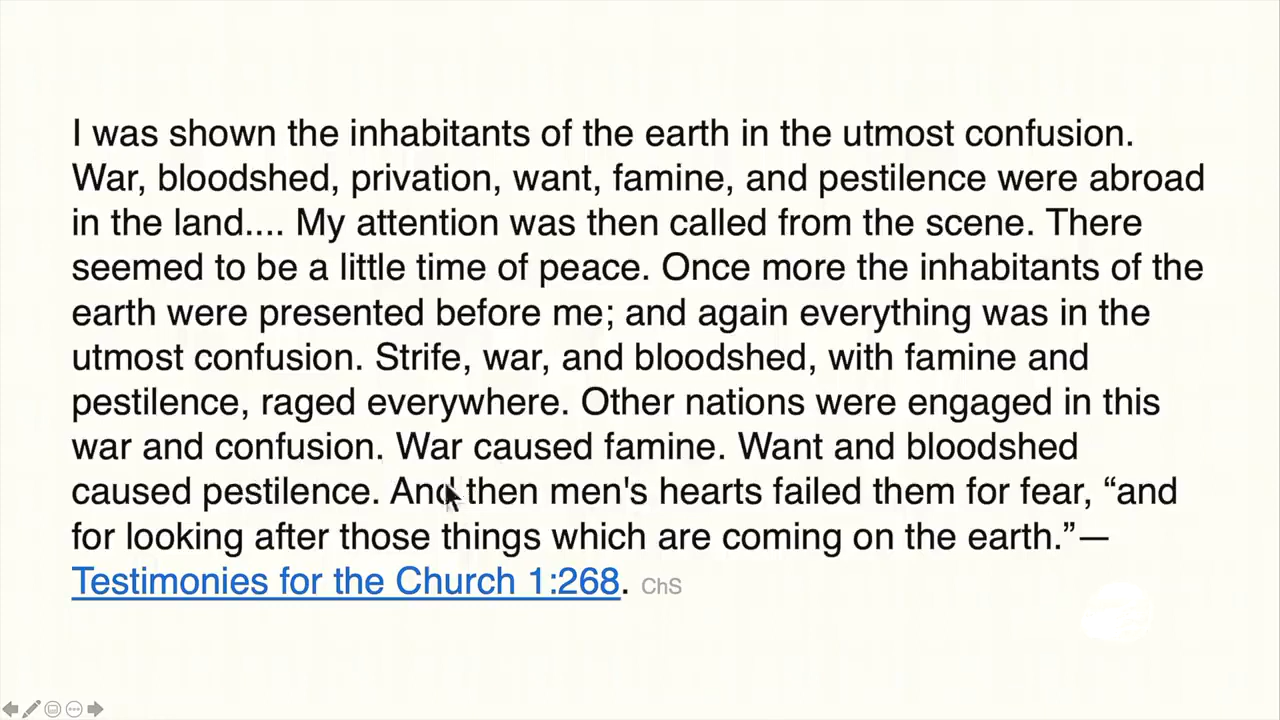 I was shown the inhabitants of the earth in the utmost confusion.
War, bloodshed, privation, want, famine, and pestilence were abroad
in the land.... My attention was then called from the scene. There
seemed to be a little time of peace. Once more the inhabitants of the
earth were presented before me; and again everything was in the
utmost confusion. Strife, war, and bloodshed, with famine and
pestilence, raged everywhere. Other nations were engaged in this
war and confusion. War caused famine. Want and bloodshed
caused pestilence. And then men's hearts failed them for fear, “and
for looking after those things which are coming on the earth.”—
Testimonies for the Church 1:268. ChS